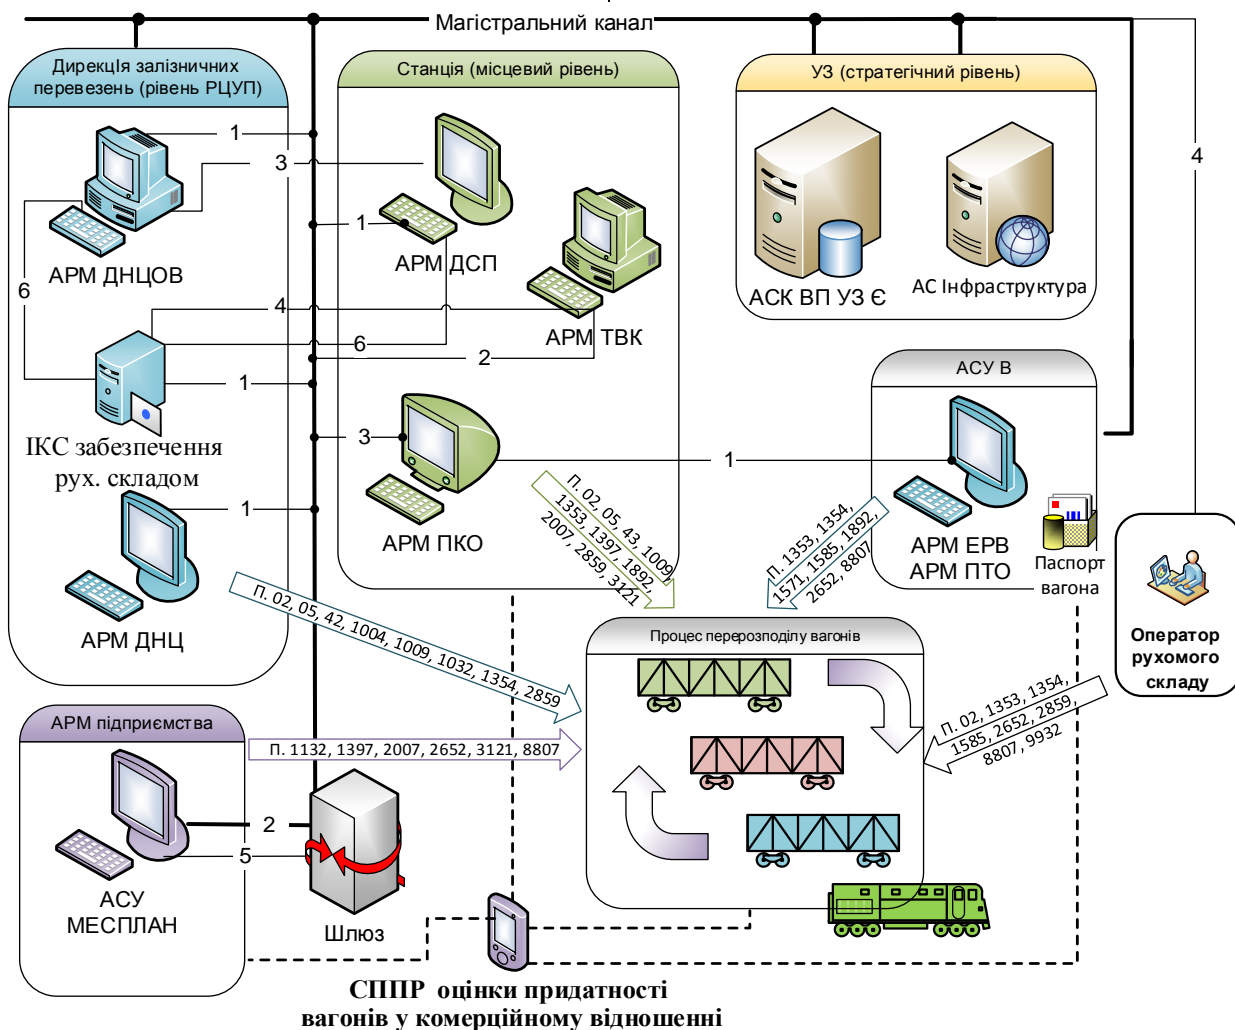 Магістральний канал
Дирекція залізничних
перевезень (рівень РЦУП)
Станція (місцевий рівень)
УЗ (стратегічний рівень)
1
3
1
4
АРМ ДНЦОВ
АРМ ДСП
АСК ВП УЗ Є
АС Інфраструктура
6
4
6
2
АРМ ТВК
АСУ В
1
3
1
ІКС забезпечення
рух. складом
1
АРМ ПКО
П. 02, 05, 43, 1009,
1353, 1397, 1892,
2007, 2859, 3121
П. 1353, 1354,
1571, 1585, 1892,
2652, 8807
АРМ ЕРВ
АРМ ПТО
Паспорт
вагона
АРМ ДНЦ
П. 02, 05, 42, 1004, 1009, 1032, 1354, 2859
Процес перерозподілу вагонів
Оператор
рухомого
складу
П. 02, 1353, 1354,
1585, 2652, 2859,
8807, 9932
АРМ підприємства
П. 1132, 1397, 2007, 2652, 3121, 8807
2
5
АСУ
МЕСПЛАН
Шлюз
СППР оцінки придатності
вагонів у комерційному відношенні